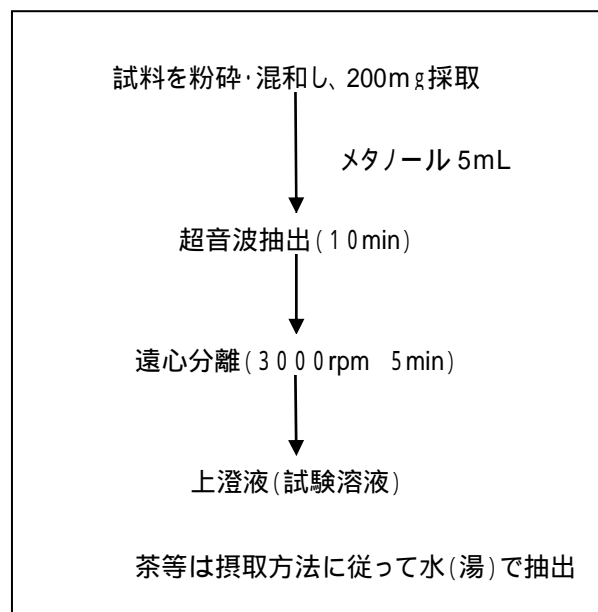 試料を粉砕・混和し、200mg採取
メタノール 5mL
超音波抽出(10min)
遠心分離(3000rpm 5min)
上澄液(試験溶液)
茶等は摂取方法に従って水(湯)で抽出